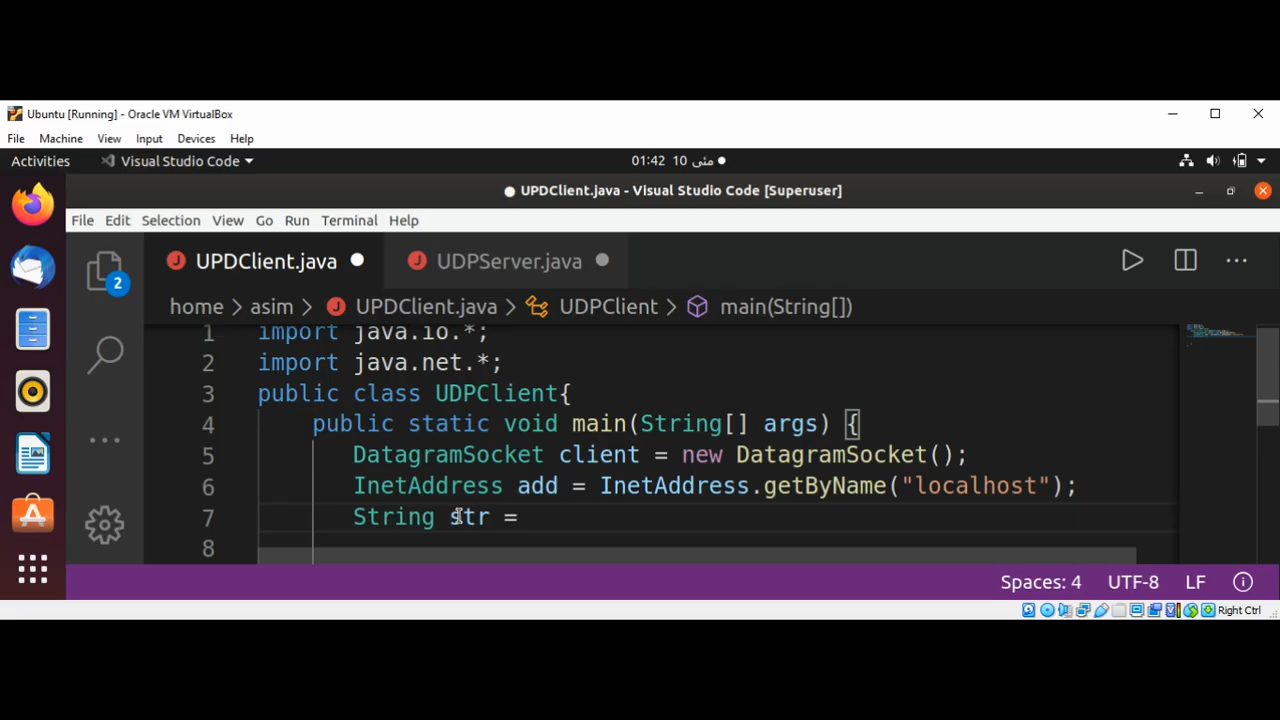 Ubuntu [Running] - Oracle VM VirtualBox
File Machine View Input Devices Help
Activities Visual Studio Code 01:42 10 مئی
UPDClient.java - Visual Studio Code [Superuser]
File Edit Selection View Go Run Terminal Help
2
J UPDClient.java J UDPServer.java
home > asim > J UPDClient.java > UDPClient > main(String[])
1 import java.io.*;
2 import java.net.*;
3 public class UDPClient{
4 public static void main(String[] args) {
5 DatagramSocket client = new DatagramSocket();
6 InetAddress add = InetAddress.getByName("localhost");
7 String str =
8
Spaces: 4 UTF-8 LF
Right Ctrl